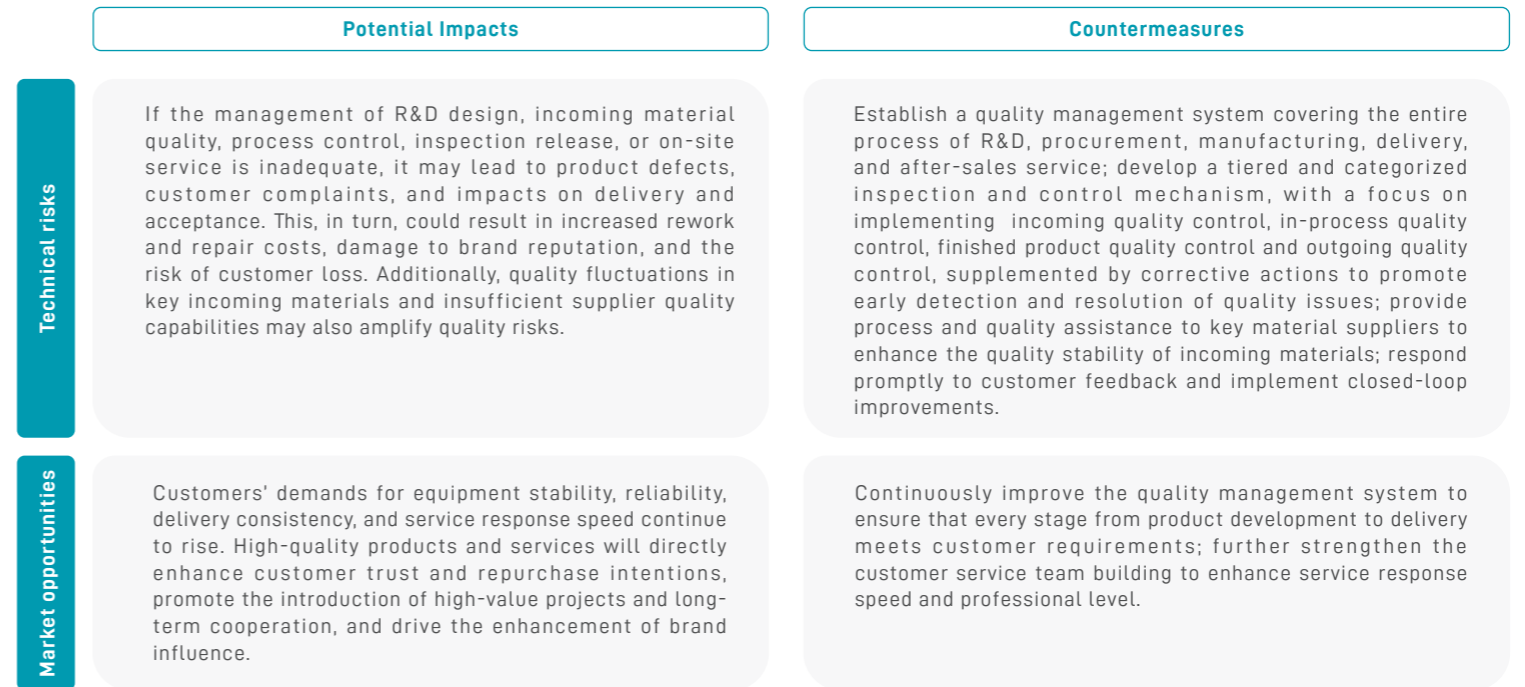 Potential Impacts
Countermeasures
Technical risks
If the management of R&D design, incoming material
quality, process control, inspection release, or on-site
service is inadequate, it may lead to product defects,
customer complaints, and impacts on delivery and
acceptance. This, in turn, could result in increased rework
and repair costs, damage to brand reputation, and the
risk of customer loss. Additionally, quality fluctuations in
key incoming materials and insufficient supplier quality
capabilities may also amplify quality risks.
Establish a quality management system covering the entire
process of R&D, procurement, manufacturing, delivery,
and after-sales service; develop a tiered and categorized
inspection and control mechanism, with a focus on
implementing incoming quality control, in-process quality
control, finished product quality control and outgoing quality
control, supplemented by corrective actions to promote
early detection and resolution of quality issues; provide
process and quality assistance to key material suppliers to
enhance the quality stability of incoming materials; respond
promptly to customer feedback and implement closed-loop
improvements.
Market opportunities
Customers' demands for equipment stability, reliability,
delivery consistency, and service response speed continue
to rise. High-quality products and services will directly
enhance customer trust and repurchase intentions,
promote the introduction of high-value projects and long-
term cooperation, and drive the enhancement of brand
influence.
Continuously improve the quality management system to
ensure that every stage from product development to delivery
meets customer requirements; further strengthen the
customer service team building to enhance service response
speed and professional level.